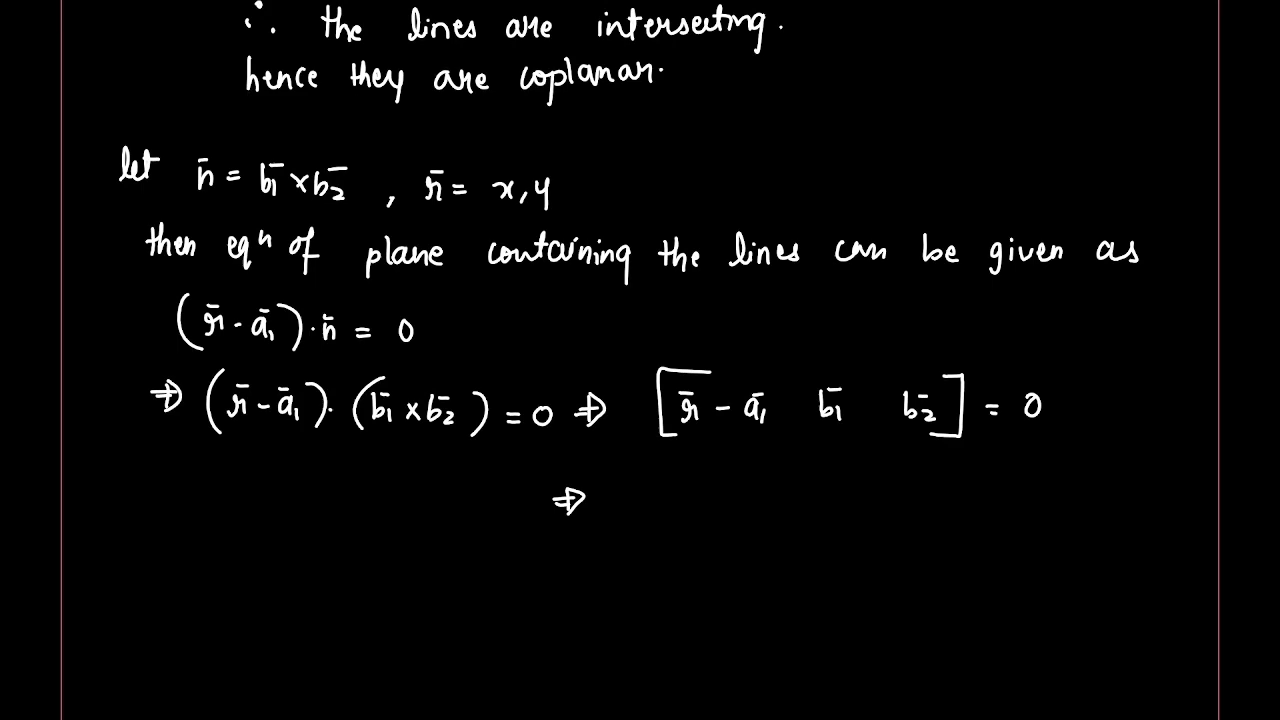 ∴ the lines are intersecting.
hence they are coplanar.
let n̄ = b̄₁ × b̄₂ , r̄ = x, y
then eqⁿ of plane containing the lines can be given as
(r̄ - ā₁) · n̄ = 0
⇒ (r̄ - ā₁) · (b̄₁ × b̄₂) = 0 ⇒ [r̄ - ā₁ b̄₁ b̄₂] = 0
⇒